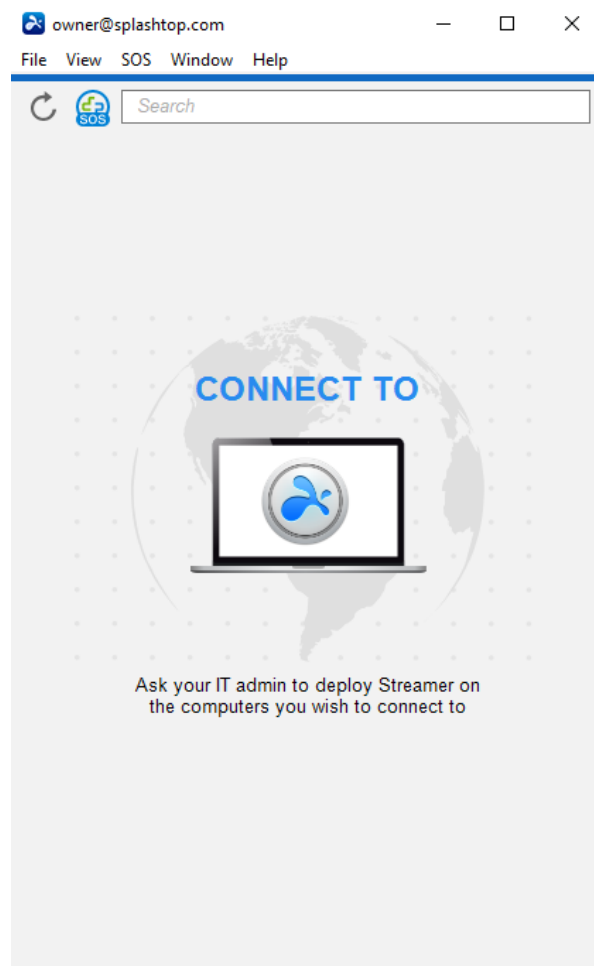 owner@splashtop.com
File View SOS Window Help
SOS
Search
CONNECT TO
Ask your IT admin to deploy Streamer on
the computers you wish to connect to